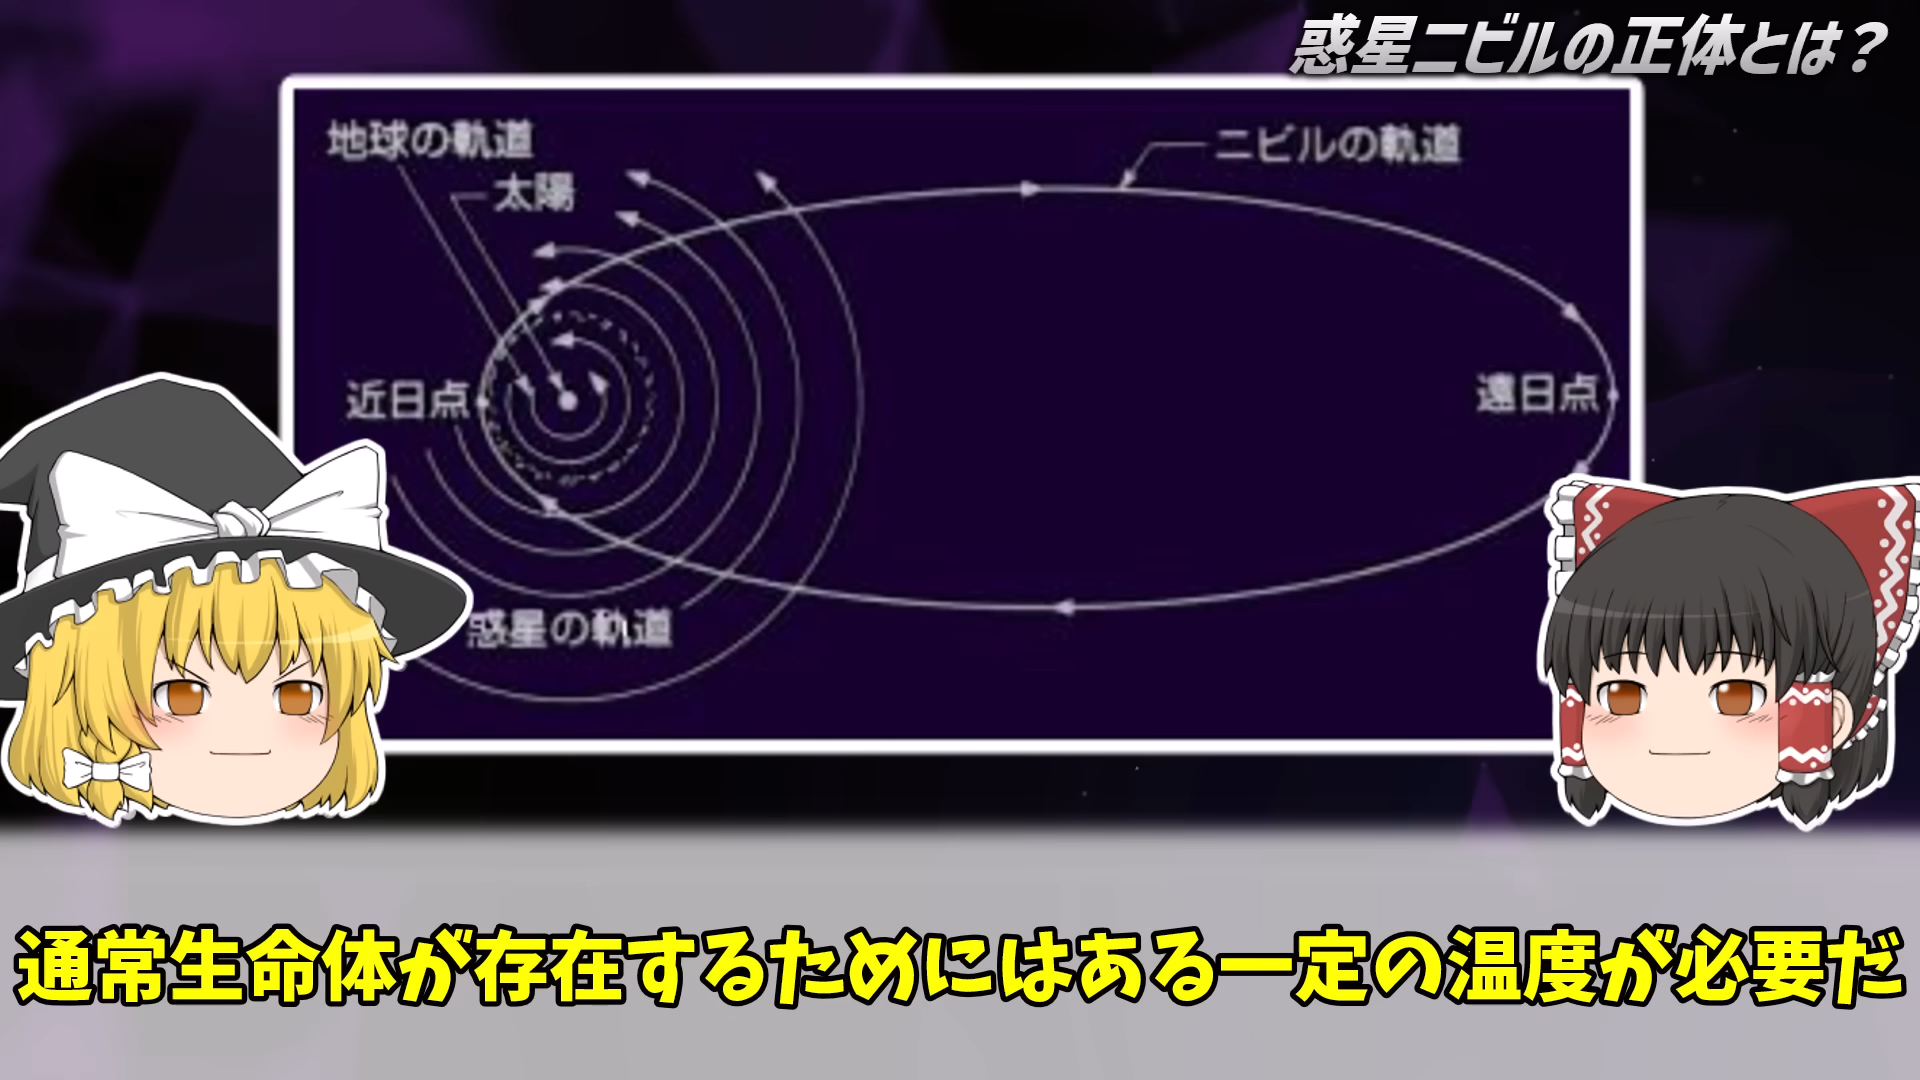 惑星ニビルの正体とは?
地球の軌道
太陽
ニビルの軌道
近日点
遠日点
惑星の軌道
通常生命体が存在するためにはある一定の温度が必要だ